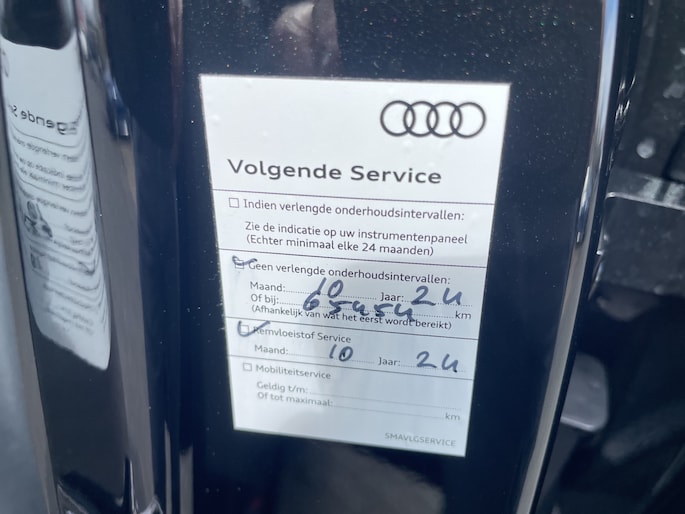 Volgende Service
Indien verlengde onderhoudsintervallen:
Zie de indicatie op uw instrumentenpaneel
(Echter minimaal elke 24 maanden)
Geen verlengde onderhoudsintervallen:
Maand: 10 Jaar: 24
Of bij: 65454 km
(Afhankelijk van wat het eerst wordt bereikt)
Remvloeistof Service
Maand: 10 Jaar: 24
Mobiliteitservice
Geldig t/m:
Of tot maximaal: km
SMAVLGSERVICE